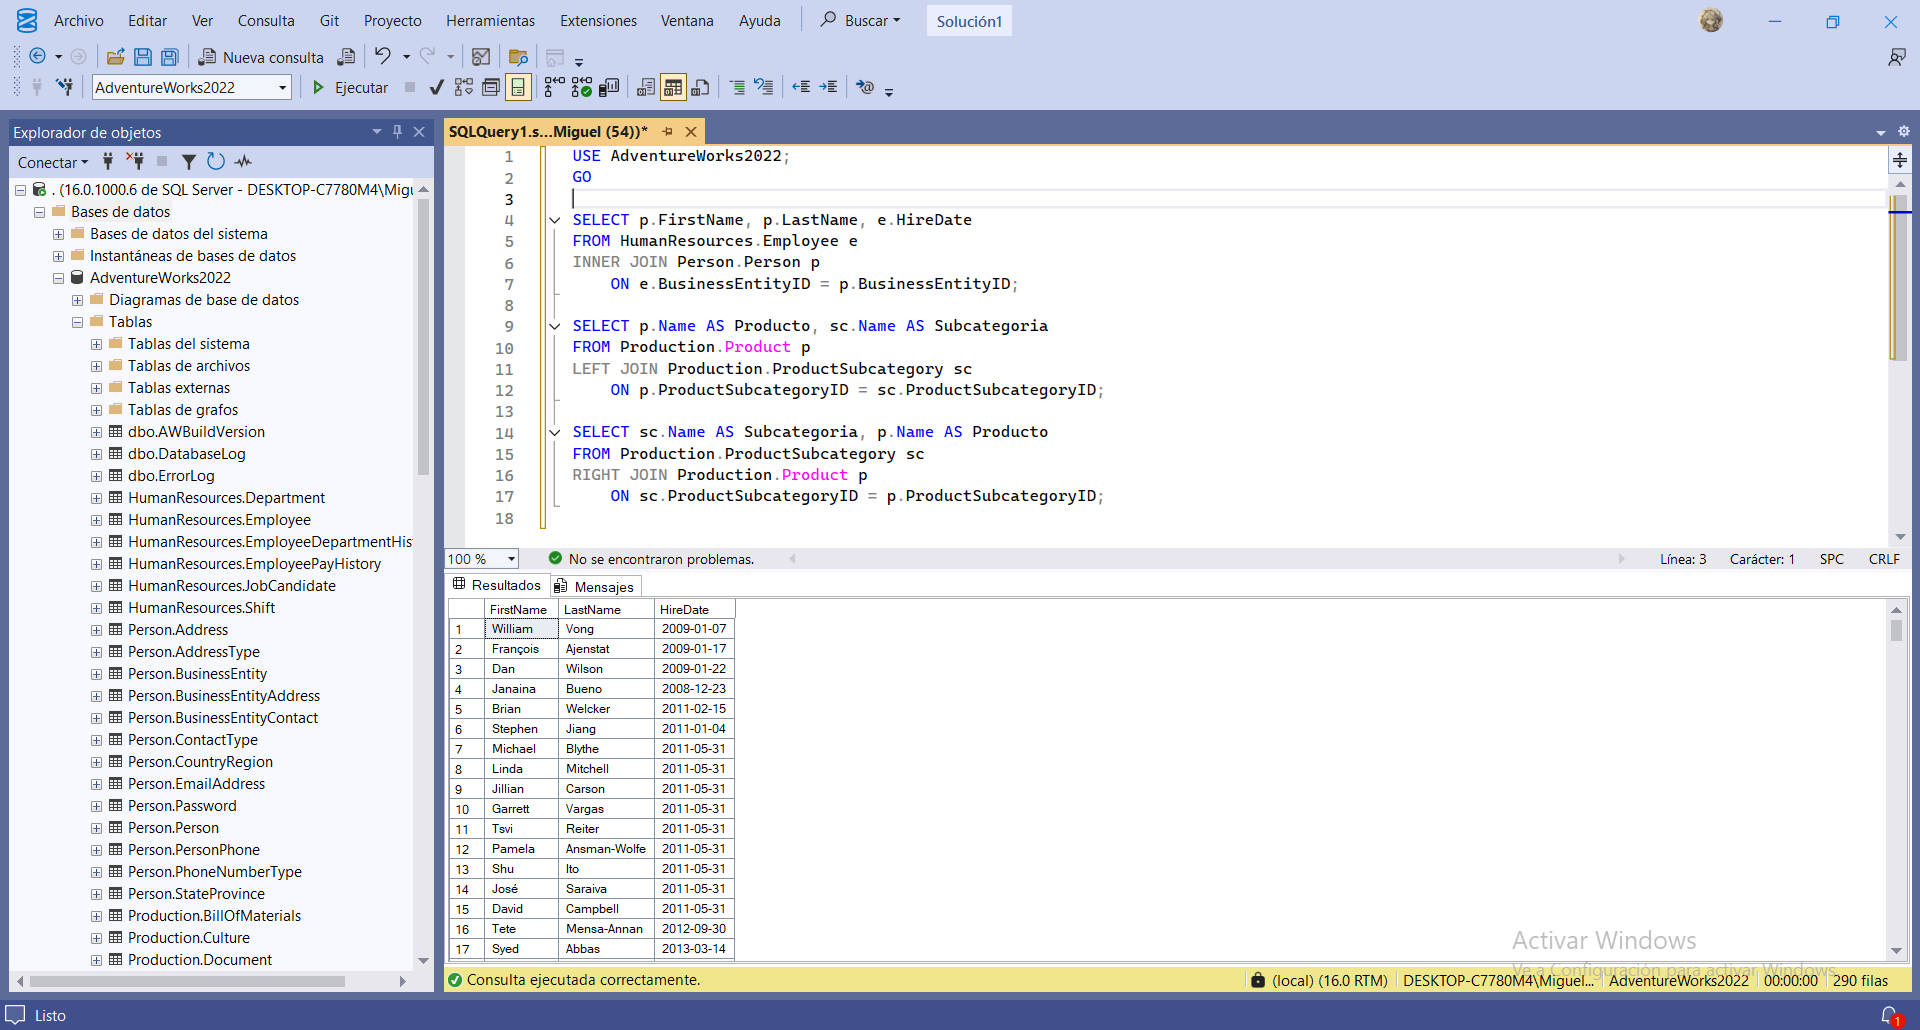 Archivo Editar Ver Consulta Git Proyecto Herramientas Extensiones Ventana Ayuda Buscar Solución1
Nueva consulta
AdventureWorks2022 Ejecutar
Explorador de objetos
Conectar
. (16.0.1000.6 de SQL Server - DESKTOP-C7780M4\Migu
Bases de datos
Bases de datos del sistema
Instantáneas de bases de datos
AdventureWorks2022
Diagramas de base de datos
Tablas
Tablas del sistema
Tablas de archivos
Tablas externas
Tablas de grafos
dbo.AWBuildVersion
dbo.DatabaseLog
dbo.ErrorLog
HumanResources.Department
HumanResources.Employee
HumanResources.EmployeeDepartmentHis
HumanResources.EmployeePayHistory
HumanResources.JobCandidate
HumanResources.Shift
Person.Address
Person.AddressType
Person.BusinessEntity
Person.BusinessEntityAddress
Person.BusinessEntityContact
Person.ContactType
Person.CountryRegion
Person.EmailAddress
Person.Password
Person.Person
Person.PersonPhone
Person.PhoneNumberType
Person.StateProvince
Production.BillOfMaterials
Production.Culture
Production.Document
SQLQuery1.s...Miguel (54))*
1 USE AdventureWorks2022;
2 GO
3
4 SELECT p.FirstName, p.LastName, e.HireDate
5 FROM HumanResources.Employee e
6 INNER JOIN Person.Person p
7 ON e.BusinessEntityID = p.BusinessEntityID;
8
9 SELECT p.Name AS Producto, sc.Name AS Subcategoria
10 FROM Production.Product p
11 LEFT JOIN Production.ProductSubcategory sc
12 ON p.ProductSubcategoryID = sc.ProductSubcategoryID;
13
14 SELECT sc.Name AS Subcategoria, p.Name AS Producto
15 FROM Production.ProductSubcategory sc
16 RIGHT JOIN Production.Product p
17 ON sc.ProductSubcategoryID = p.ProductSubcategoryID;
18
100 % No se encontraron problemas. Línea: 3 Carácter: 1 SPC CRLF
Resultados Mensajes
FirstName LastName HireDate
1 William Vong 2009-01-07
2 François Ajenstat 2009-01-17
3 Dan Wilson 2009-01-22
4 Janaina Bueno 2008-12-23
5 Brian Welcker 2011-02-15
6 Stephen Jiang 2011-01-04
7 Michael Blythe 2011-05-31
8 Linda Mitchell 2011-05-31
9 Jillian Carson 2011-05-31
10 Garrett Vargas 2011-05-31
11 Tsvi Reiter 2011-05-31
12 Pamela Ansman-Wolfe 2011-05-31
13 Shu Ito 2011-05-31
14 José Saraiva 2011-05-31
15 David Campbell 2011-05-31
16 Tete Mensa-Annan 2012-09-30
17 Syed Abbas 2013-03-14
Activar Windows
Ve a Configuración para activar Windows.
Consulta ejecutada correctamente. (local) (16.0 RTM) DESKTOP-C7780M4\Miguel... AdventureWorks2022 00:00:00 290 filas
Listo 1